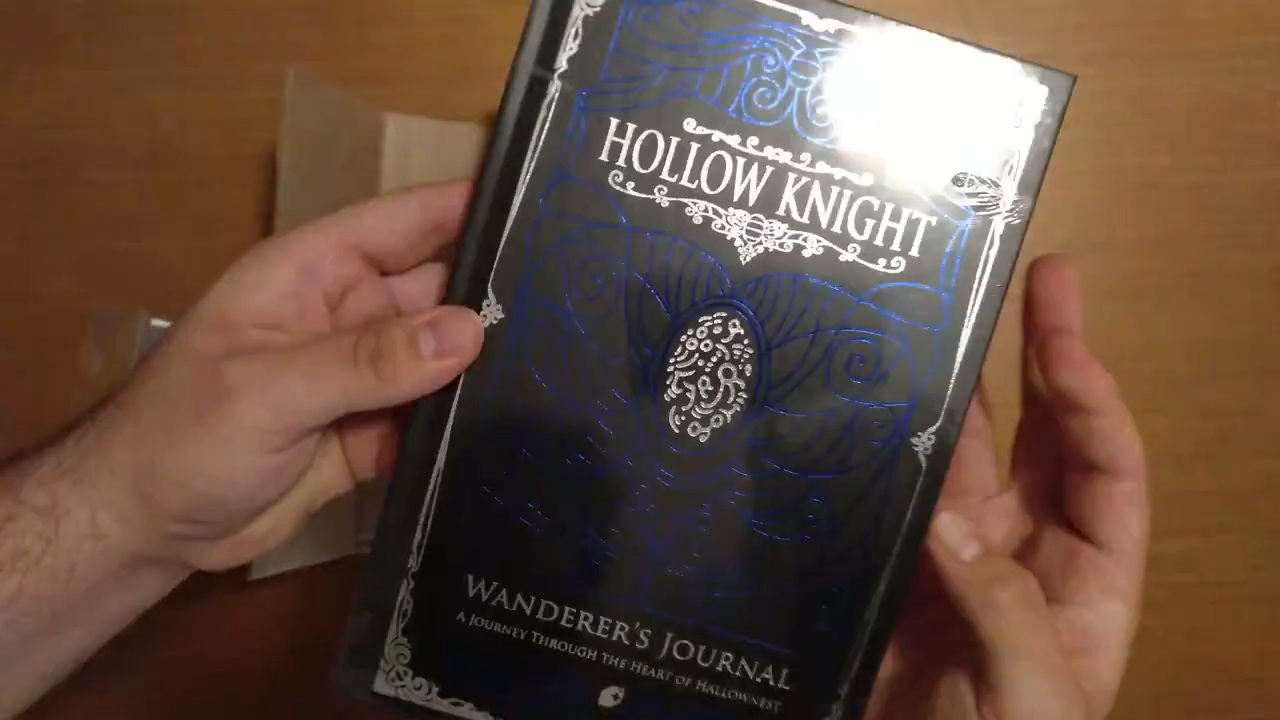 HOLLOW KNIGHT
WANDERER'S JOURNAL
A JOURNEY THROUGH THE HEART OF HALLOWNEST